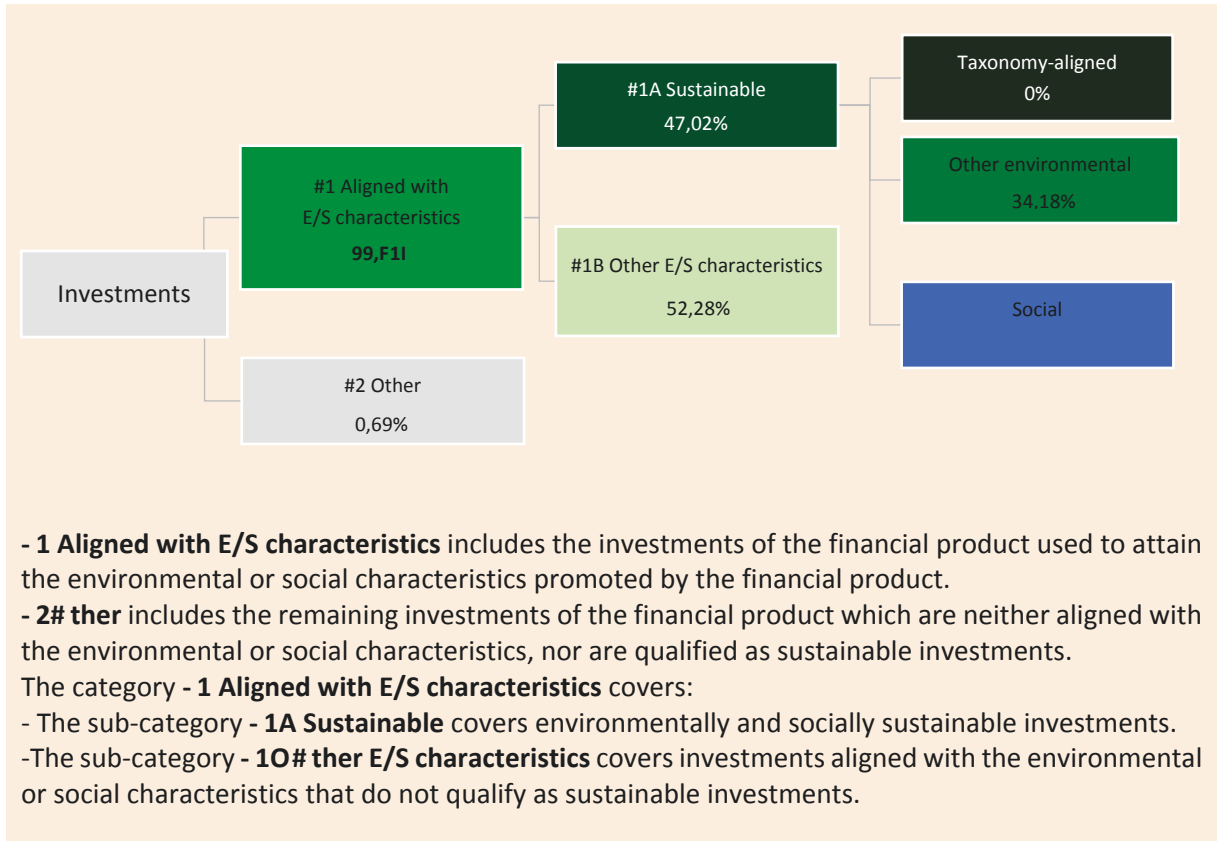 Taxonomy-aligned
0%
#1A Sustainable
47,02%
Other environmental
34,18%
#1 Aligned with
E/S characteristics
99,F1I
#1B Other E/S characteristics
52,28%
Social
Investments
#2 Other
0,69%
- 1 Aligned with E/S characteristics includes the investments of the financial product used to attain
the environmental or social characteristics promoted by the financial product.
- 2# ther includes the remaining investments of the financial product which are neither aligned with
the environmental or social characteristics, nor are qualified as sustainable investments.
The category - 1 Aligned with E/S characteristics covers:
- The sub-category - 1A Sustainable covers environmentally and socially sustainable investments.
-The sub-category - 1O# ther E/S characteristics covers investments aligned with the environmental
or social characteristics that do not qualify as sustainable investments.